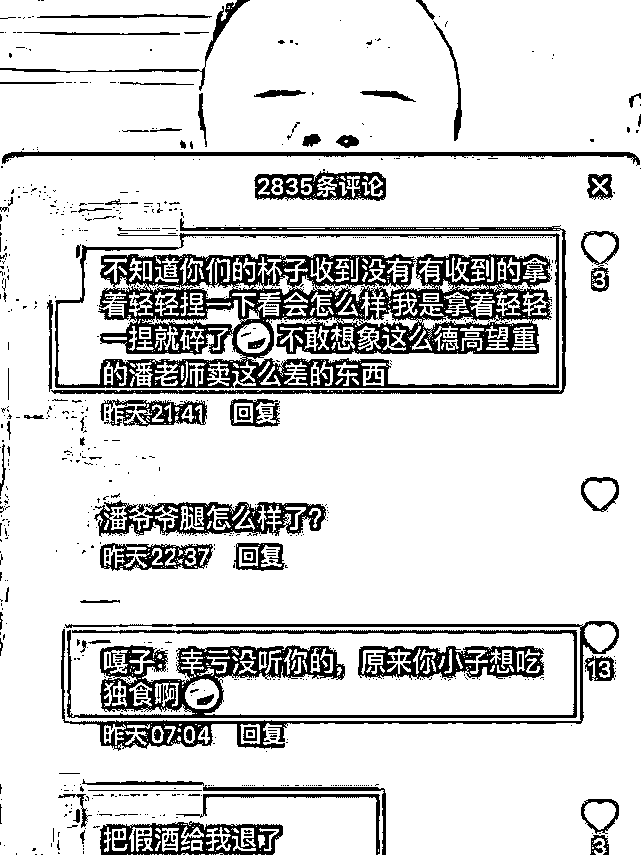 2835条评论
不知道你们的杯子收到没有 有收到的拿
着轻轻捏一下看会怎么样 我是拿着轻轻
一捏就碎了 不敢想象这么德高望重
的潘老师卖这么差的东西
3
昨天21:41 回复
潘爷爷腿怎么样了?
昨天22:37 回复
嘎子:幸亏没听你的,原来你小子想吃
独食啊
13
昨天07:04 回复
把假酒给我退了
3